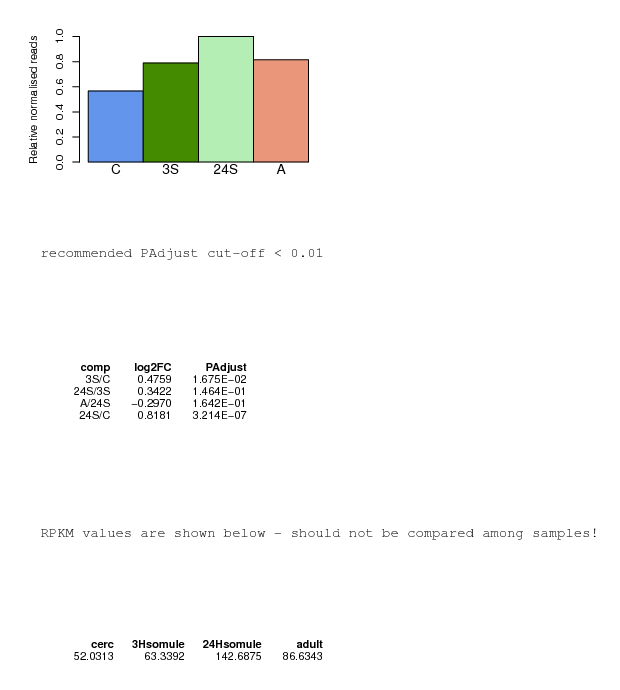 Relative normalised reads
1.0
0.8
0.6
0.4
0.2
0.0
C 3S 24S A
recommended PAdjust cut-off < 0.01
comp log2FC PAdjust
3S/C 0.4759 1.675E−02
24S/3S 0.3422 1.464E−01
A/24S −0.2970 1.642E−01
24S/C 0.8181 3.214E−07
RPKM values are shown below - should not be compared among samples!
cerc 3Hsomule 24Hsomule adult
52.0313 63.3392 142.6875 86.6343